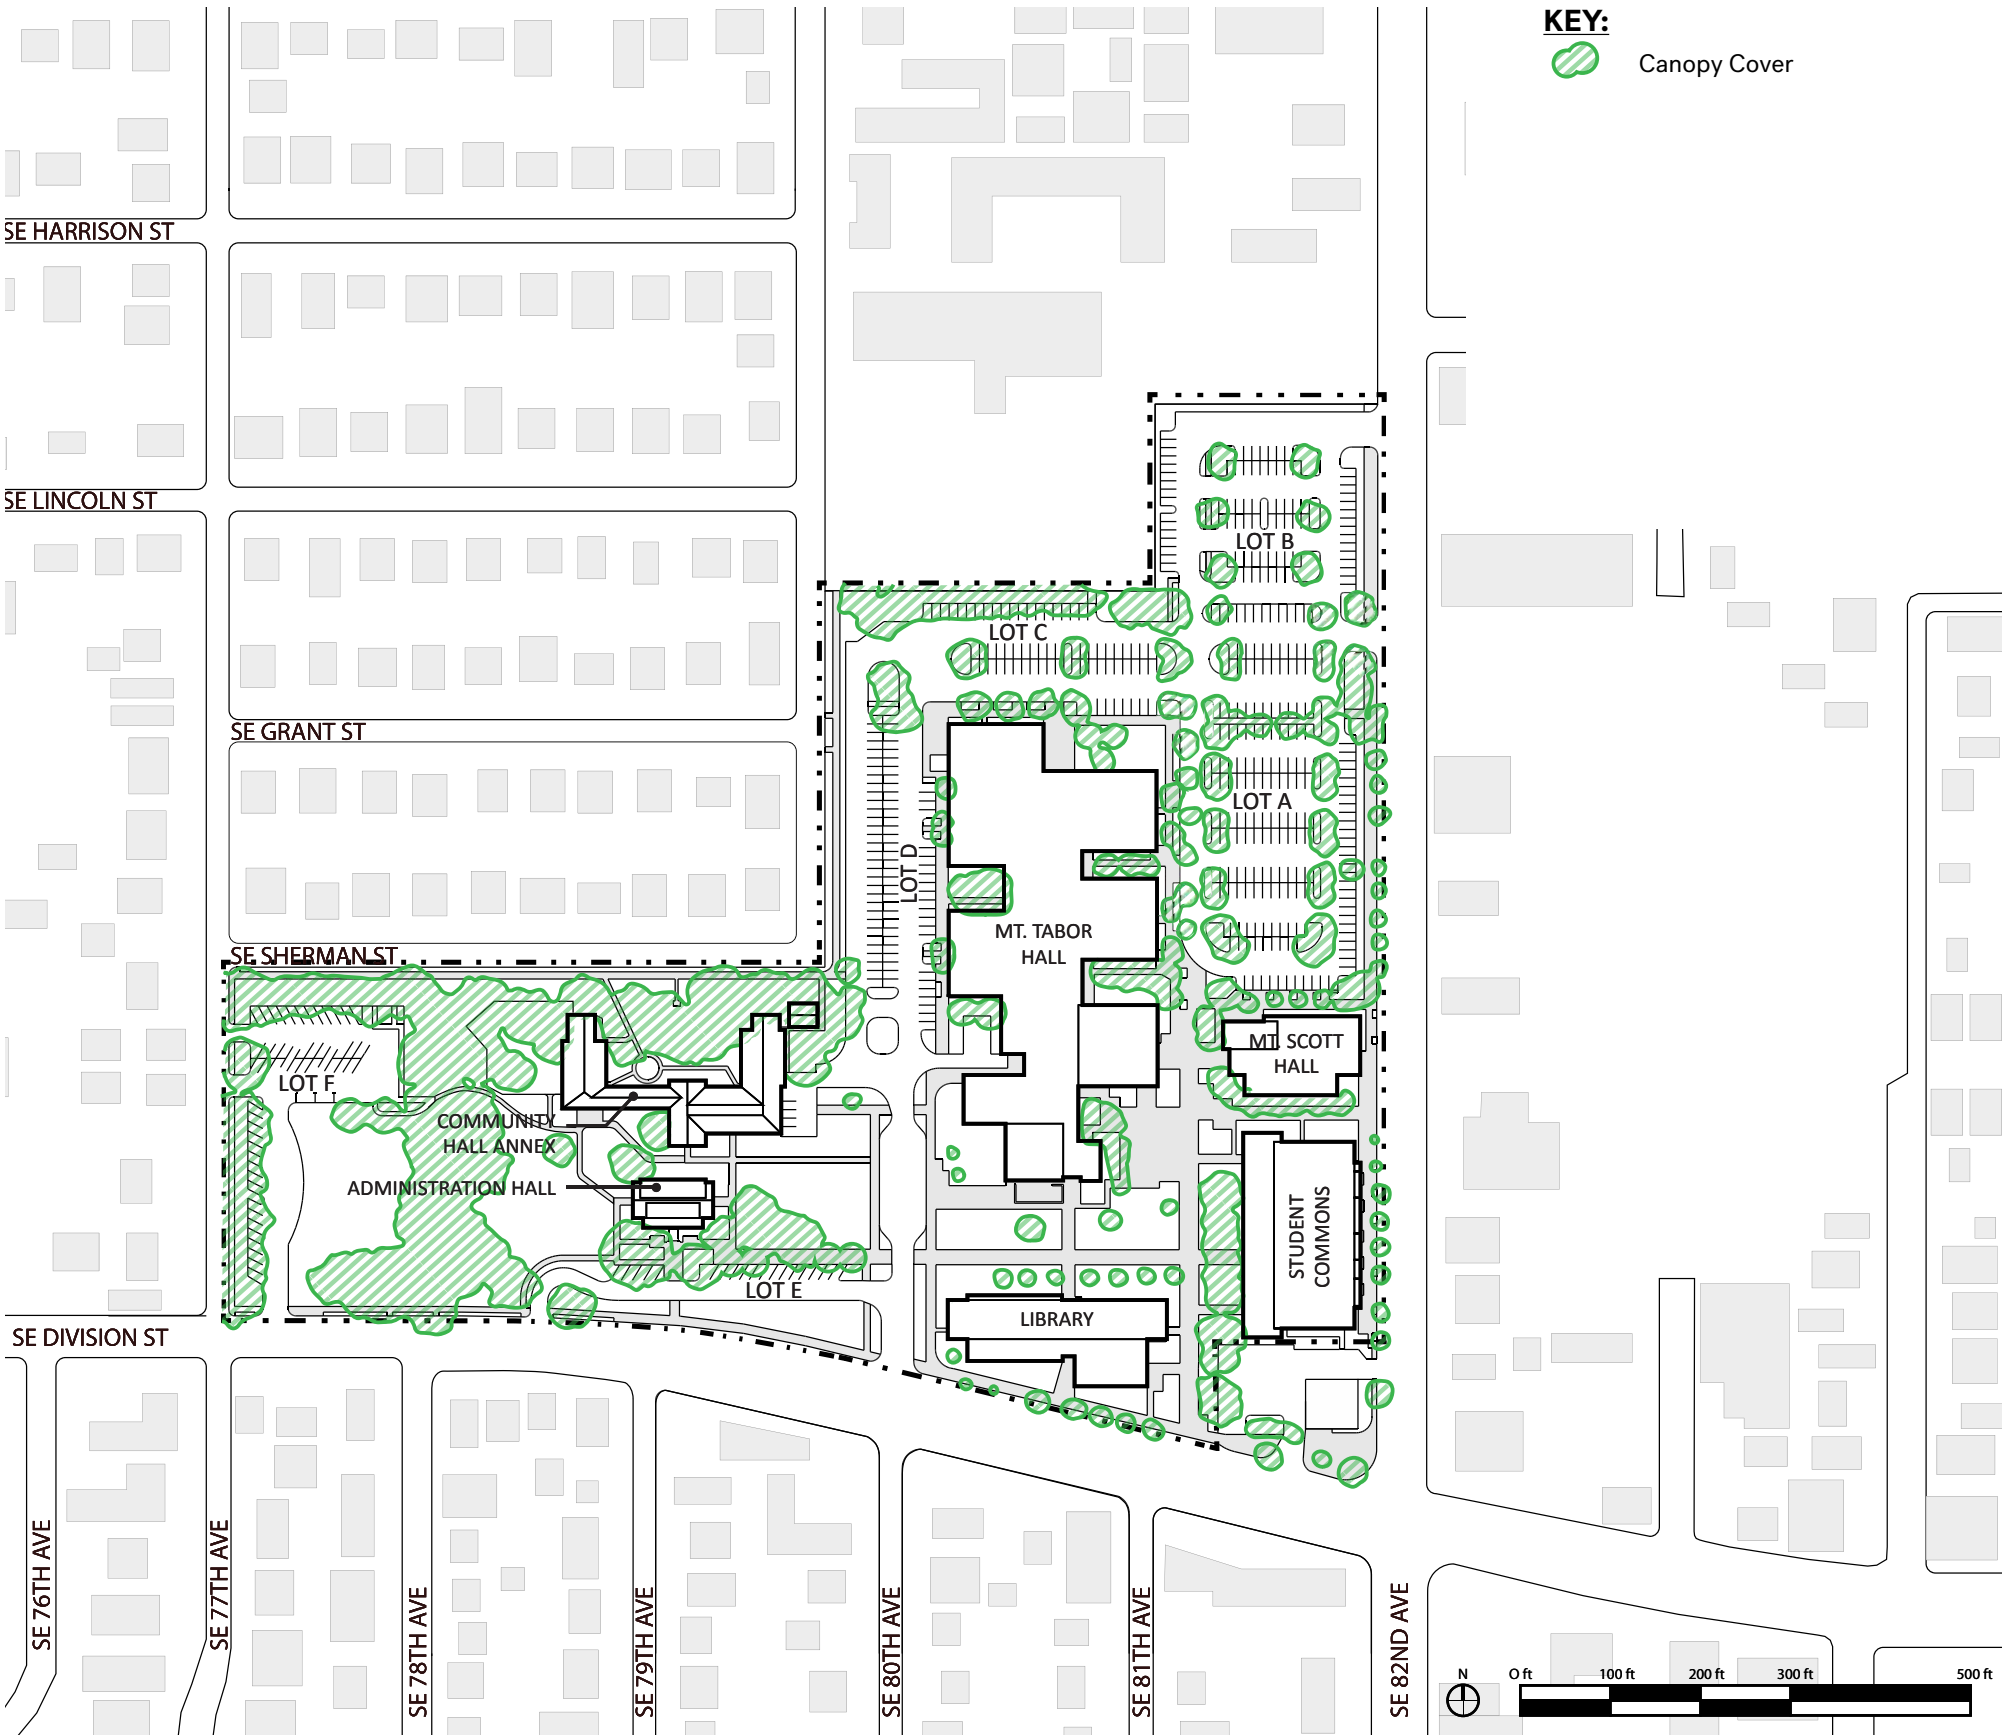 KEY:
Canopy Cover
SE HARRISON ST
SE LINCOLN ST
LOT B
LOT C
SE GRANT ST
LOT A
LOT D
MT. TABOR
HALL
SE SHERMAN ST
MT. SCOTT
HALL
LOT F
COMMUNITY
HALL ANNEX
ADMINISTRATION HALL
STUDENT
COMMONS
LOT E
LIBRARY
SE DIVISION ST
SE 76TH AVE
SE 77TH AVE
SE 78TH AVE
SE 79TH AVE
SE 80TH AVE
SE 81TH AVE
SE 82ND AVE
N
O ft
100 ft
200 ft
300 ft
500 ft